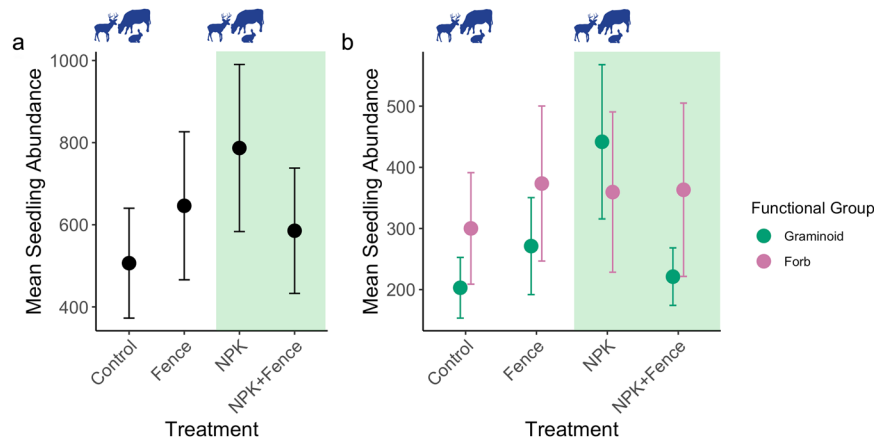 a
1000
800
600
400
Mean Seedling Abundance
Control
Fence
NPK
NPK+Fence
Treatment
b
500
400
300
200
Mean Seedling Abundance
Control
Fence
NPK
NPK+Fence
Treatment
Functional Group
Graminoid
Forb